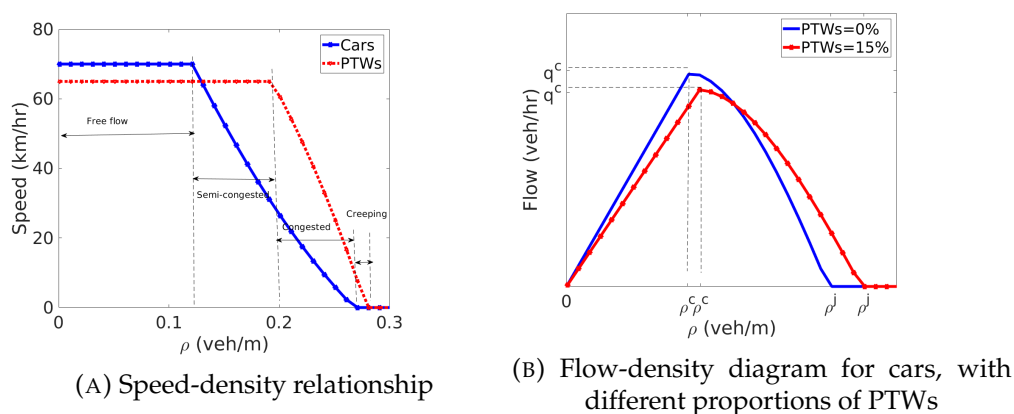 80
60
40
20
0
Speed (km/hr)
Cars
PTWs
Free flow
Semi-congested
Creeping
Congested
0
0.1
0.2
0.3
ρ (veh/m)
(A) Speed-density relationship
PTWs=0%
PTWs=15%
q^c
q^c
Flow (veh/hr)
0
ρ^c ρ^c
ρ^j
ρ^j
ρ (veh/m)
(B) Flow-density diagram for cars, with
different proportions of PTWs